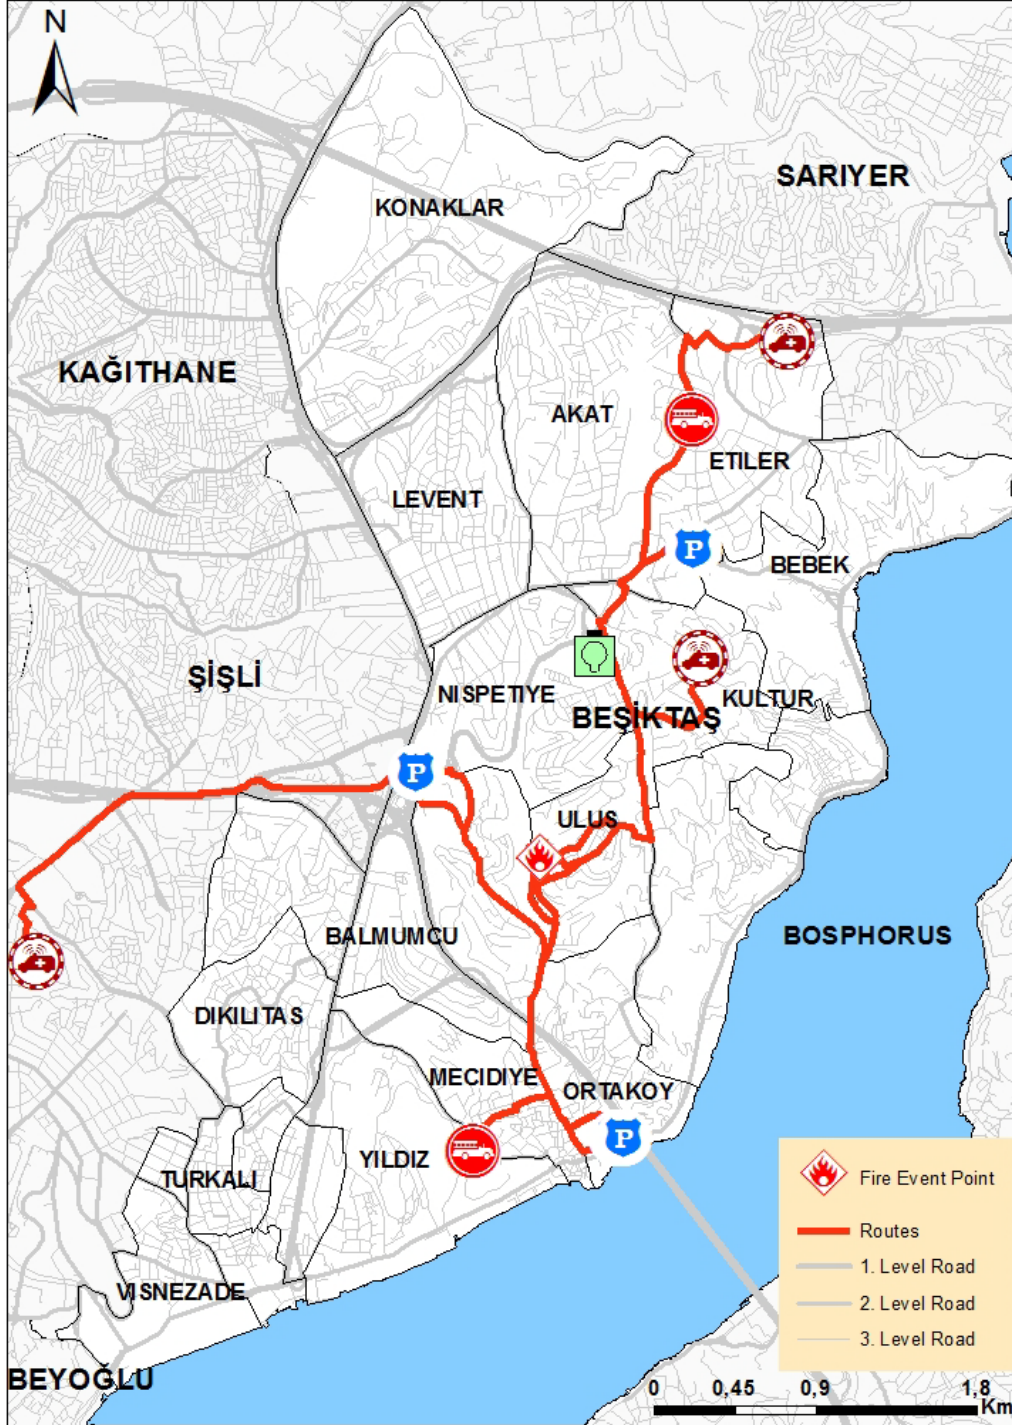 N
SARIYER
KONAKLAR
KAĞITHANE
AKAT
ETILER
LEVENT
P
BEBEK
ŞİŞLİ
NISPETIYE
KULTUR
BEŞİKTAŞ
P
ULUS
BALMUMCU
BOSPHORUS
DIKILITAS
MECIDIYE
ORTAKOY
P
YILDIZ
TURKALI
VISNEZADE
BEYOĞLU
Fire Event Point
Routes
1. Level Road
2. Level Road
3. Level Road
0 0,45 0,9 1,8
Km